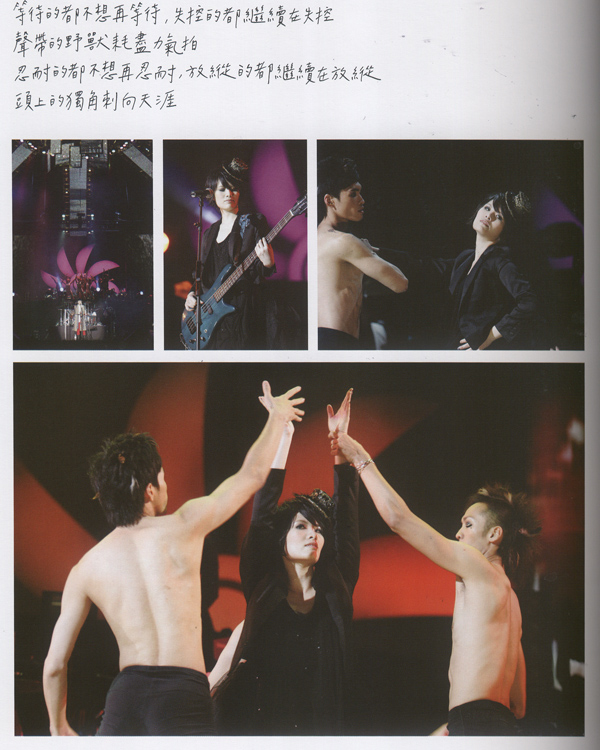 等待的都不想再等待,失控的都繼續在失控
聲帶的野獸耗盡力氣拍
忍耐的都不想再忍耐,放縱的都繼續在放縱
頭上的獨角刺向天涯